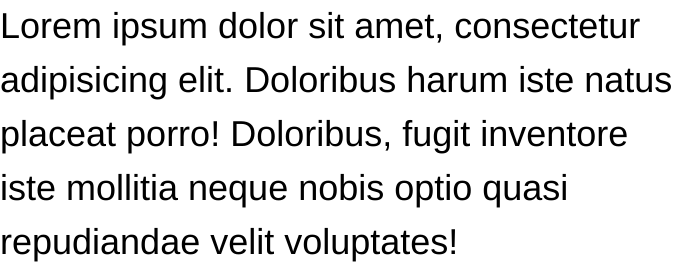 Lorem ipsum dolor sit amet, consectetur
adipisicing elit. Doloribus harum iste natus
placeat porro! Doloribus, fugit inventore
iste mollitia neque nobis optio quasi
repudiandae velit voluptates!